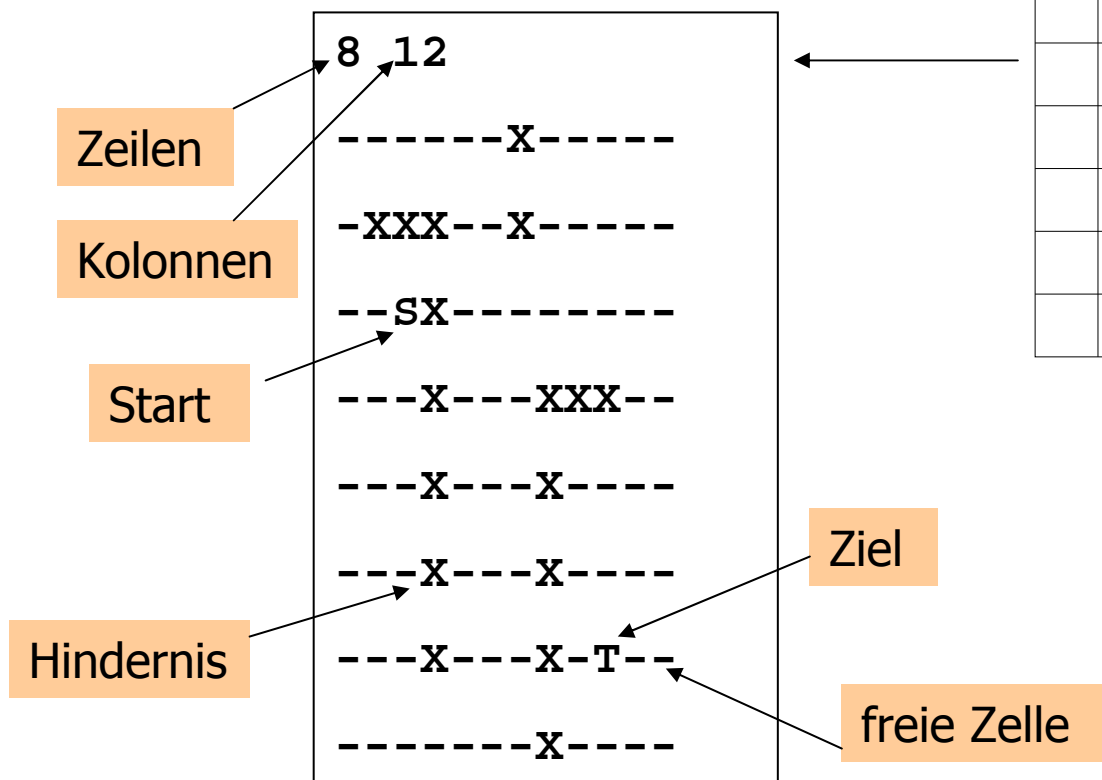 8 12
Zeilen
------X-----
-XXX--X-----
Kolonnen
--SX--------
Start
---X---XXX--
---X---X----
Ziel
---X---X----
Hindernis
---X---X-T--
freie Zelle
-------X----